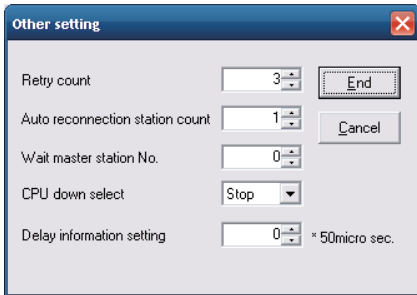 Other setting
Retry count 3 End
Auto reconnection station count 1 Cancel
Wait master station No. 0
CPU down select Stop
Delay information setting 0 * 50micro sec.